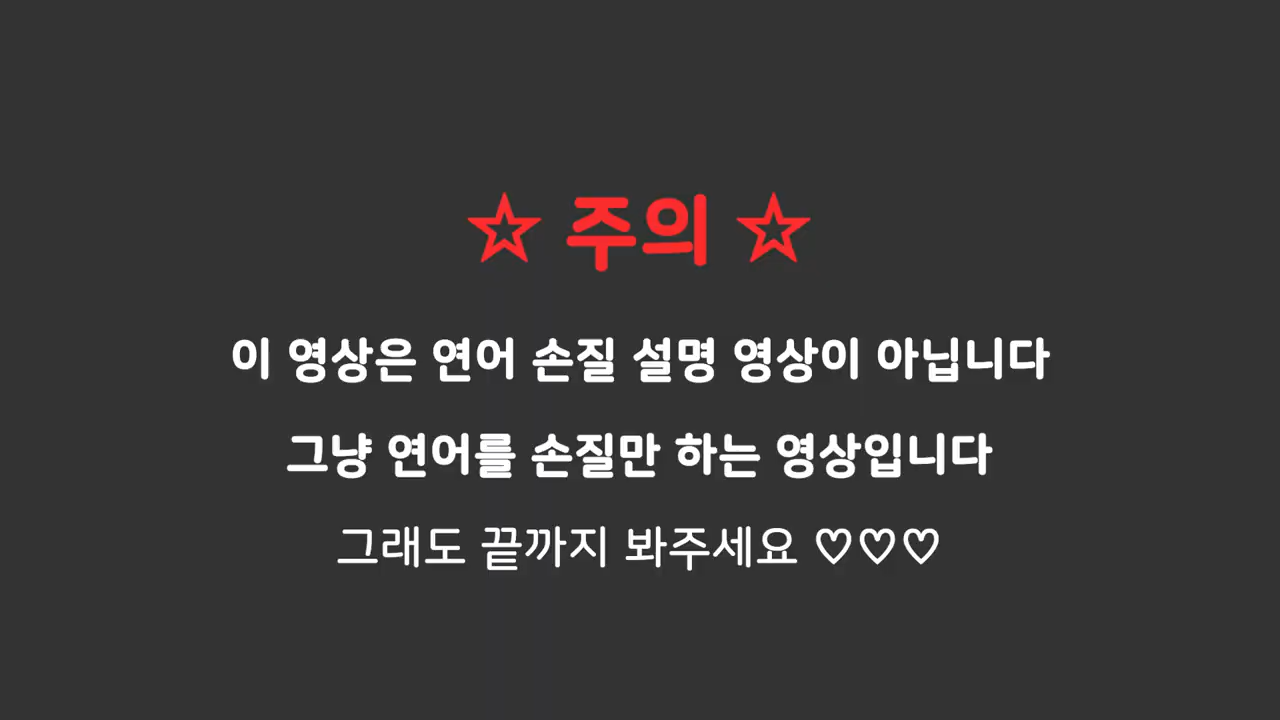 ☆ 주의 ☆
이 영상은 연어 손질 설명 영상이 아닙니다
그냥 연어를 손질만 하는 영상입니다
그래도 끝까지 봐주세요 ♡♡♡